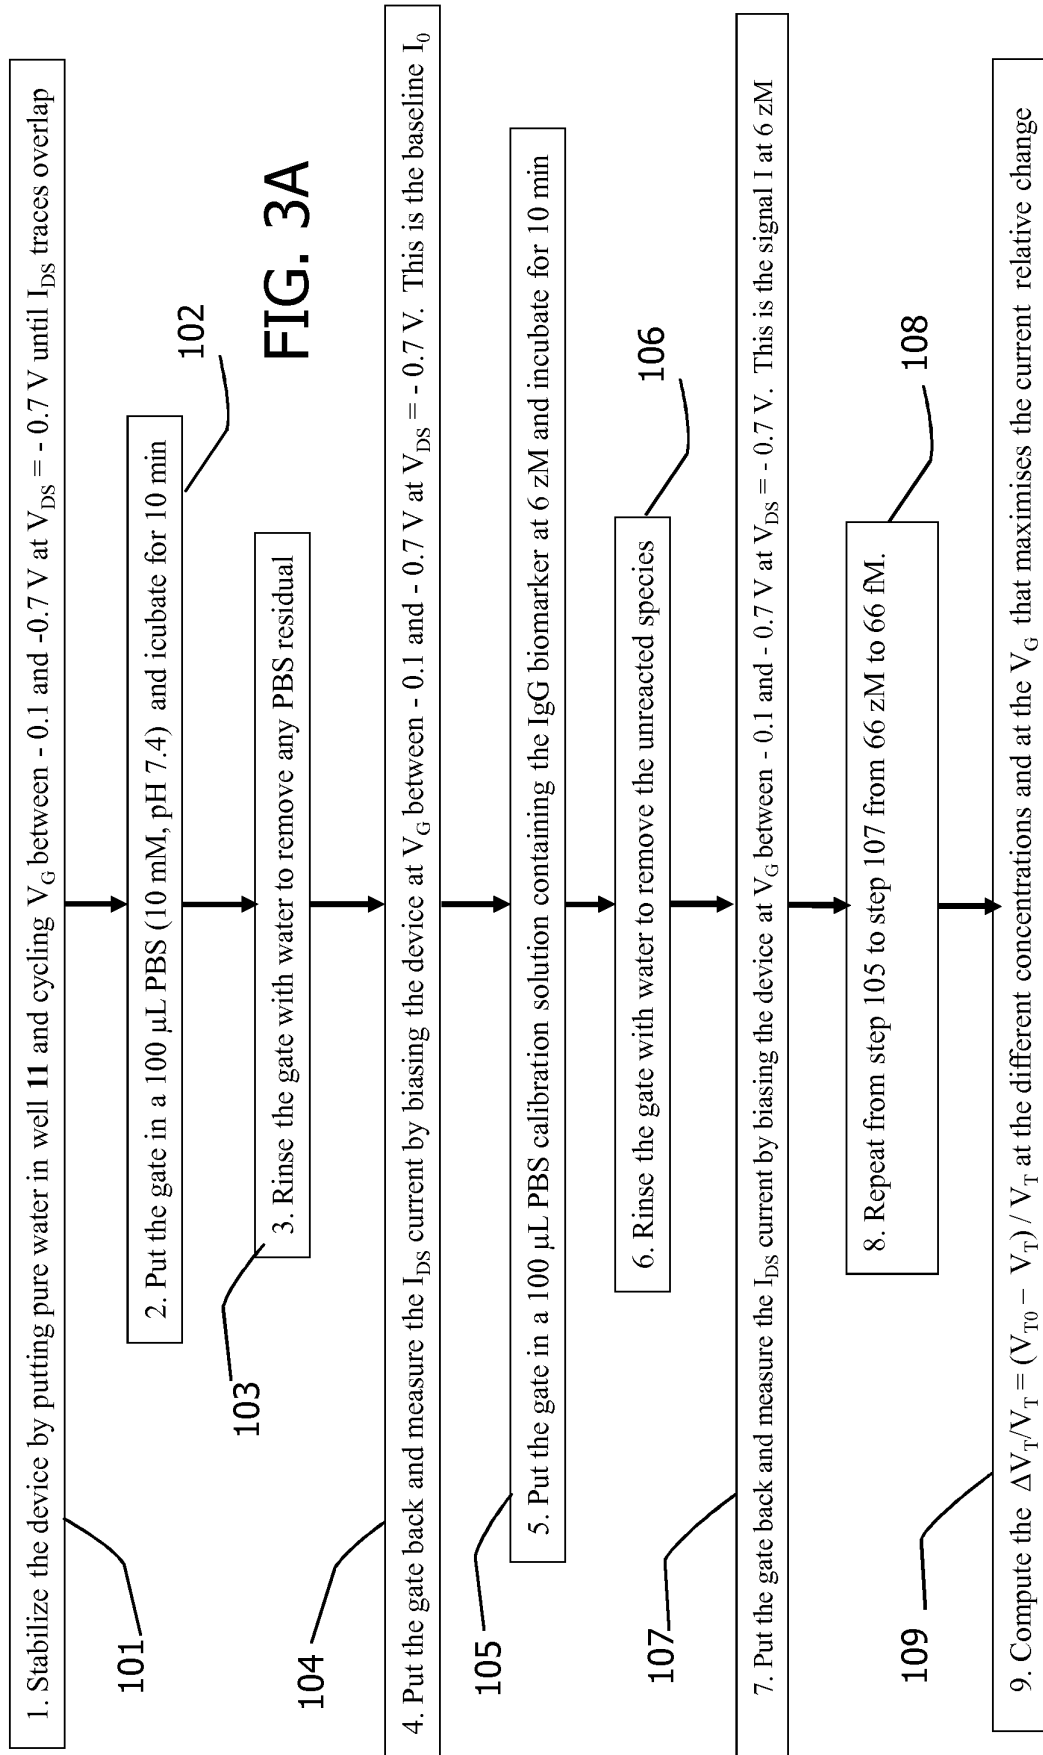 1. Stabilize the device by putting pure water in well 11 and cycling V_G between - 0.1 and -0.7 V at V_DS = - 0.7 V until I_DS traces overlap
101
2. Put the gate in a 100 μL PBS (10 mM, pH 7.4) and icubate for 10 min
102
3. Rinse the gate with water to remove any PBS residual
103
FIG. 3A
4. Put the gate back and measure the I_DS current by biasing the device at V_G between - 0.1 and - 0.7 V at V_DS = - 0.7 V. This is the baseline I_0
104
5. Put the gate in a 100 μL PBS calibration solution containing the IgG biomarker at 6 zM and incubate for 10 min
105
6. Rinse the gate with water to remove the unreacted species
106
7. Put the gate back and measure the I_DS current by biasing the device at V_G between - 0.1 and - 0.7 V at V_DS = - 0.7 V. This is the signal I at 6 zM
107
8. Repeat from step 105 to step 107 from 66 zM to 66 fM.
108
9. Compute the ΔV_T/V_T = (V_T0 − V_T) / V_T at the different concentrations and at the V_G that maximises the current relative change
109